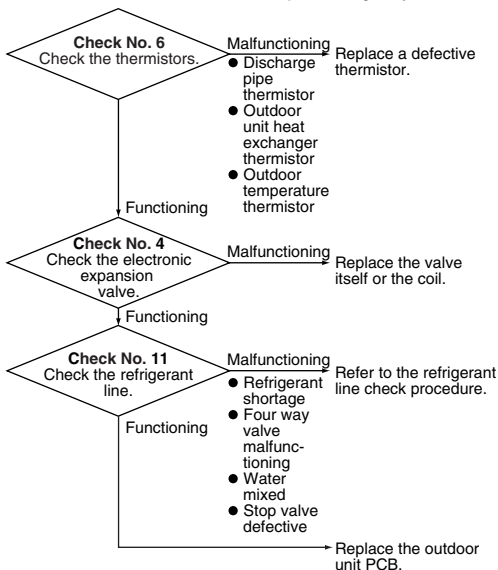 Check No. 6
Check the thermistors.
Malfunctioning
● Discharge
pipe
thermistor
● Outdoor
unit heat
exchanger
thermistor
● Outdoor
temperature
thermistor
Replace a defective
thermistor.
Functioning
Check No. 4
Check the electronic
expansion
valve.
Malfunctioning
Replace the valve
itself or the coil.
Functioning
Check No. 11
Check the refrigerant
line.
Malfunctioning
● Refrigerant
shortage
● Four way
valve
malfunc-
tioning
● Water
mixed
● Stop valve
defective
Refer to the refrigerant
line check procedure.
Functioning
Replace the outdoor
unit PCB.